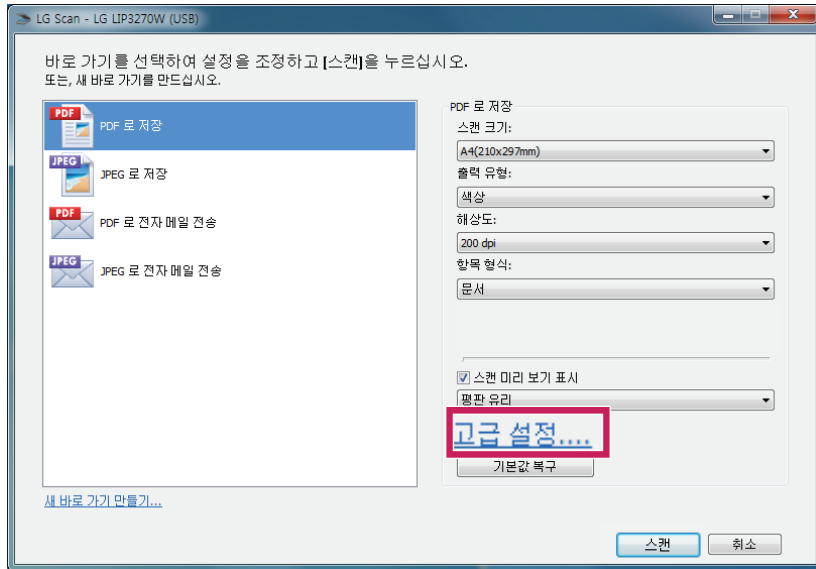 LG Scan - LG LIP3270W (USB)
바로 가기를 선택하여 설정을 조정하고 [스캔]을 누르십시오.
또는, 새 바로 가기를 만드십시오.
PDF
PDF 로 저장
JPEG
JPEG 로 저장
PDF
PDF 로 전자 메일 전송
JPEG
JPEG 로 전자 메일 전송
새 바로 가기 만들기...
PDF 로 저장
스캔 크기:
A4(210x297mm)
출력 유형:
색상
해상도:
200 dpi
항목 형식:
문서
스캔 미리 보기 표시
평판 유리
고급 설정....
기본값 복구
스캔
취소